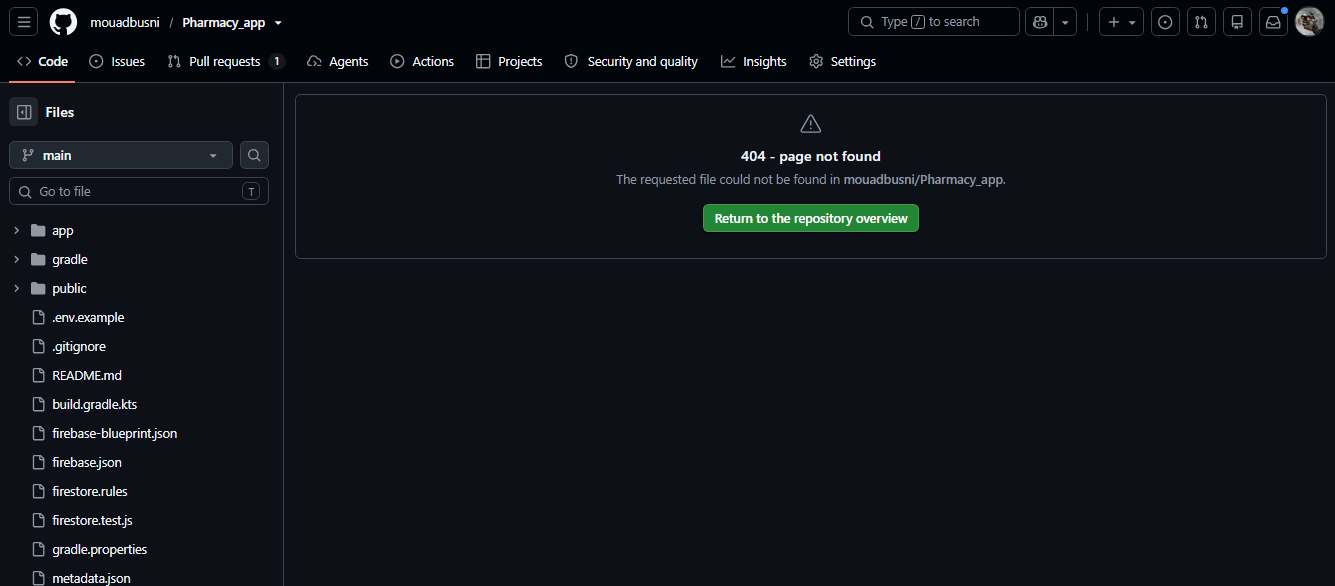 mouadbusni / Pharmacy_app
Type / to search
Code
Issues
Pull requests 1
Agents
Actions
Projects
Security and quality
Insights
Settings
Files
main
Go to file
T
app
gradle
public
.env.example
.gitignore
README.md
build.gradle.kts
firebase-blueprint.json
firebase.json
firestore.rules
firestore.test.js
gradle.properties
metadata.json
404 - page not found
The requested file could not be found in mouadbusni/Pharmacy_app.
Return to the repository overview